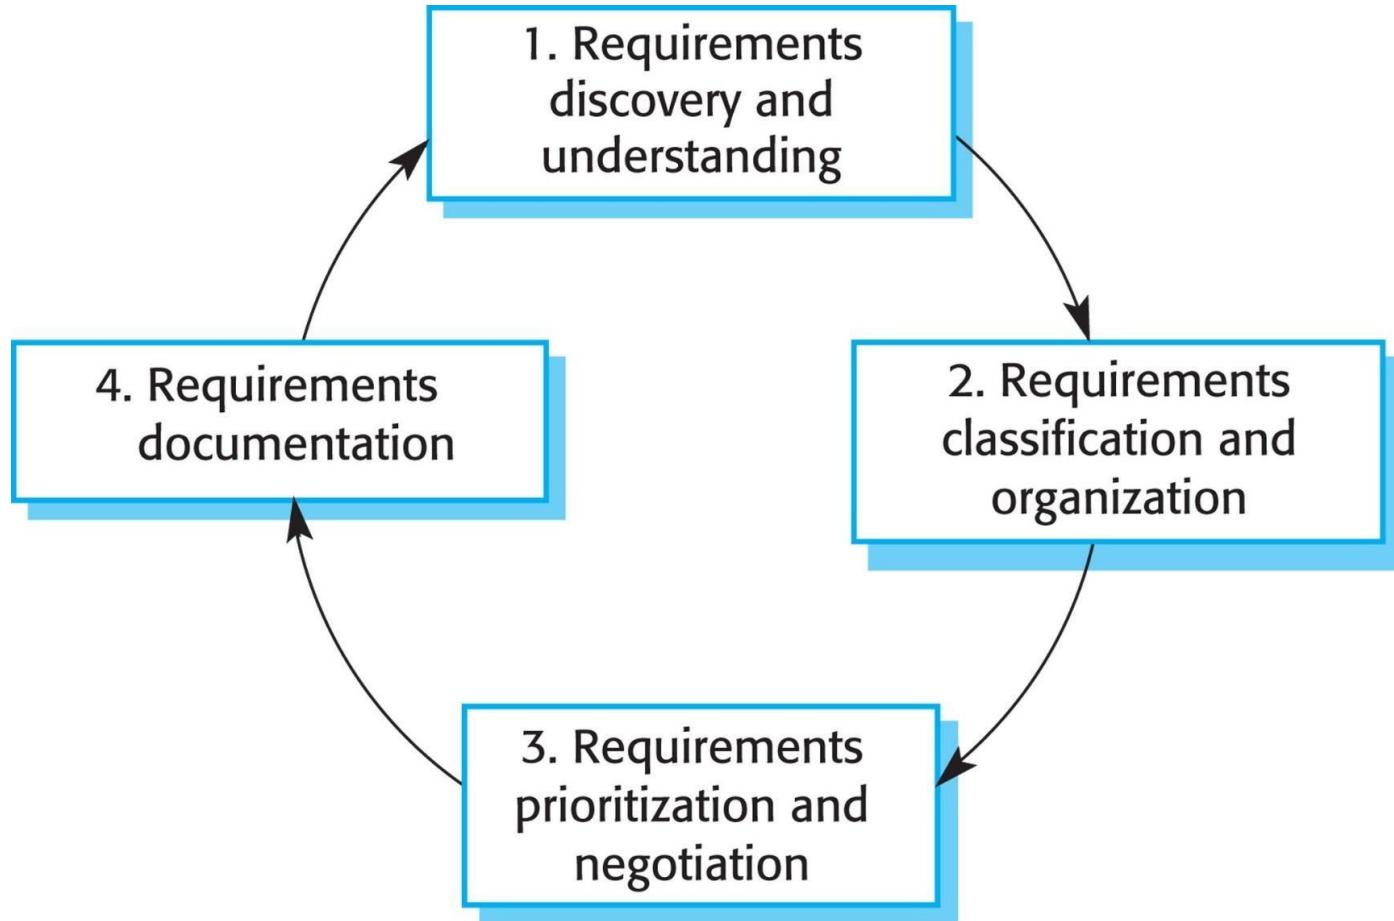 1. Requirements
discovery and
understanding
2. Requirements
classification and
organization
3. Requirements
prioritization and
negotiation
4. Requirements
documentation